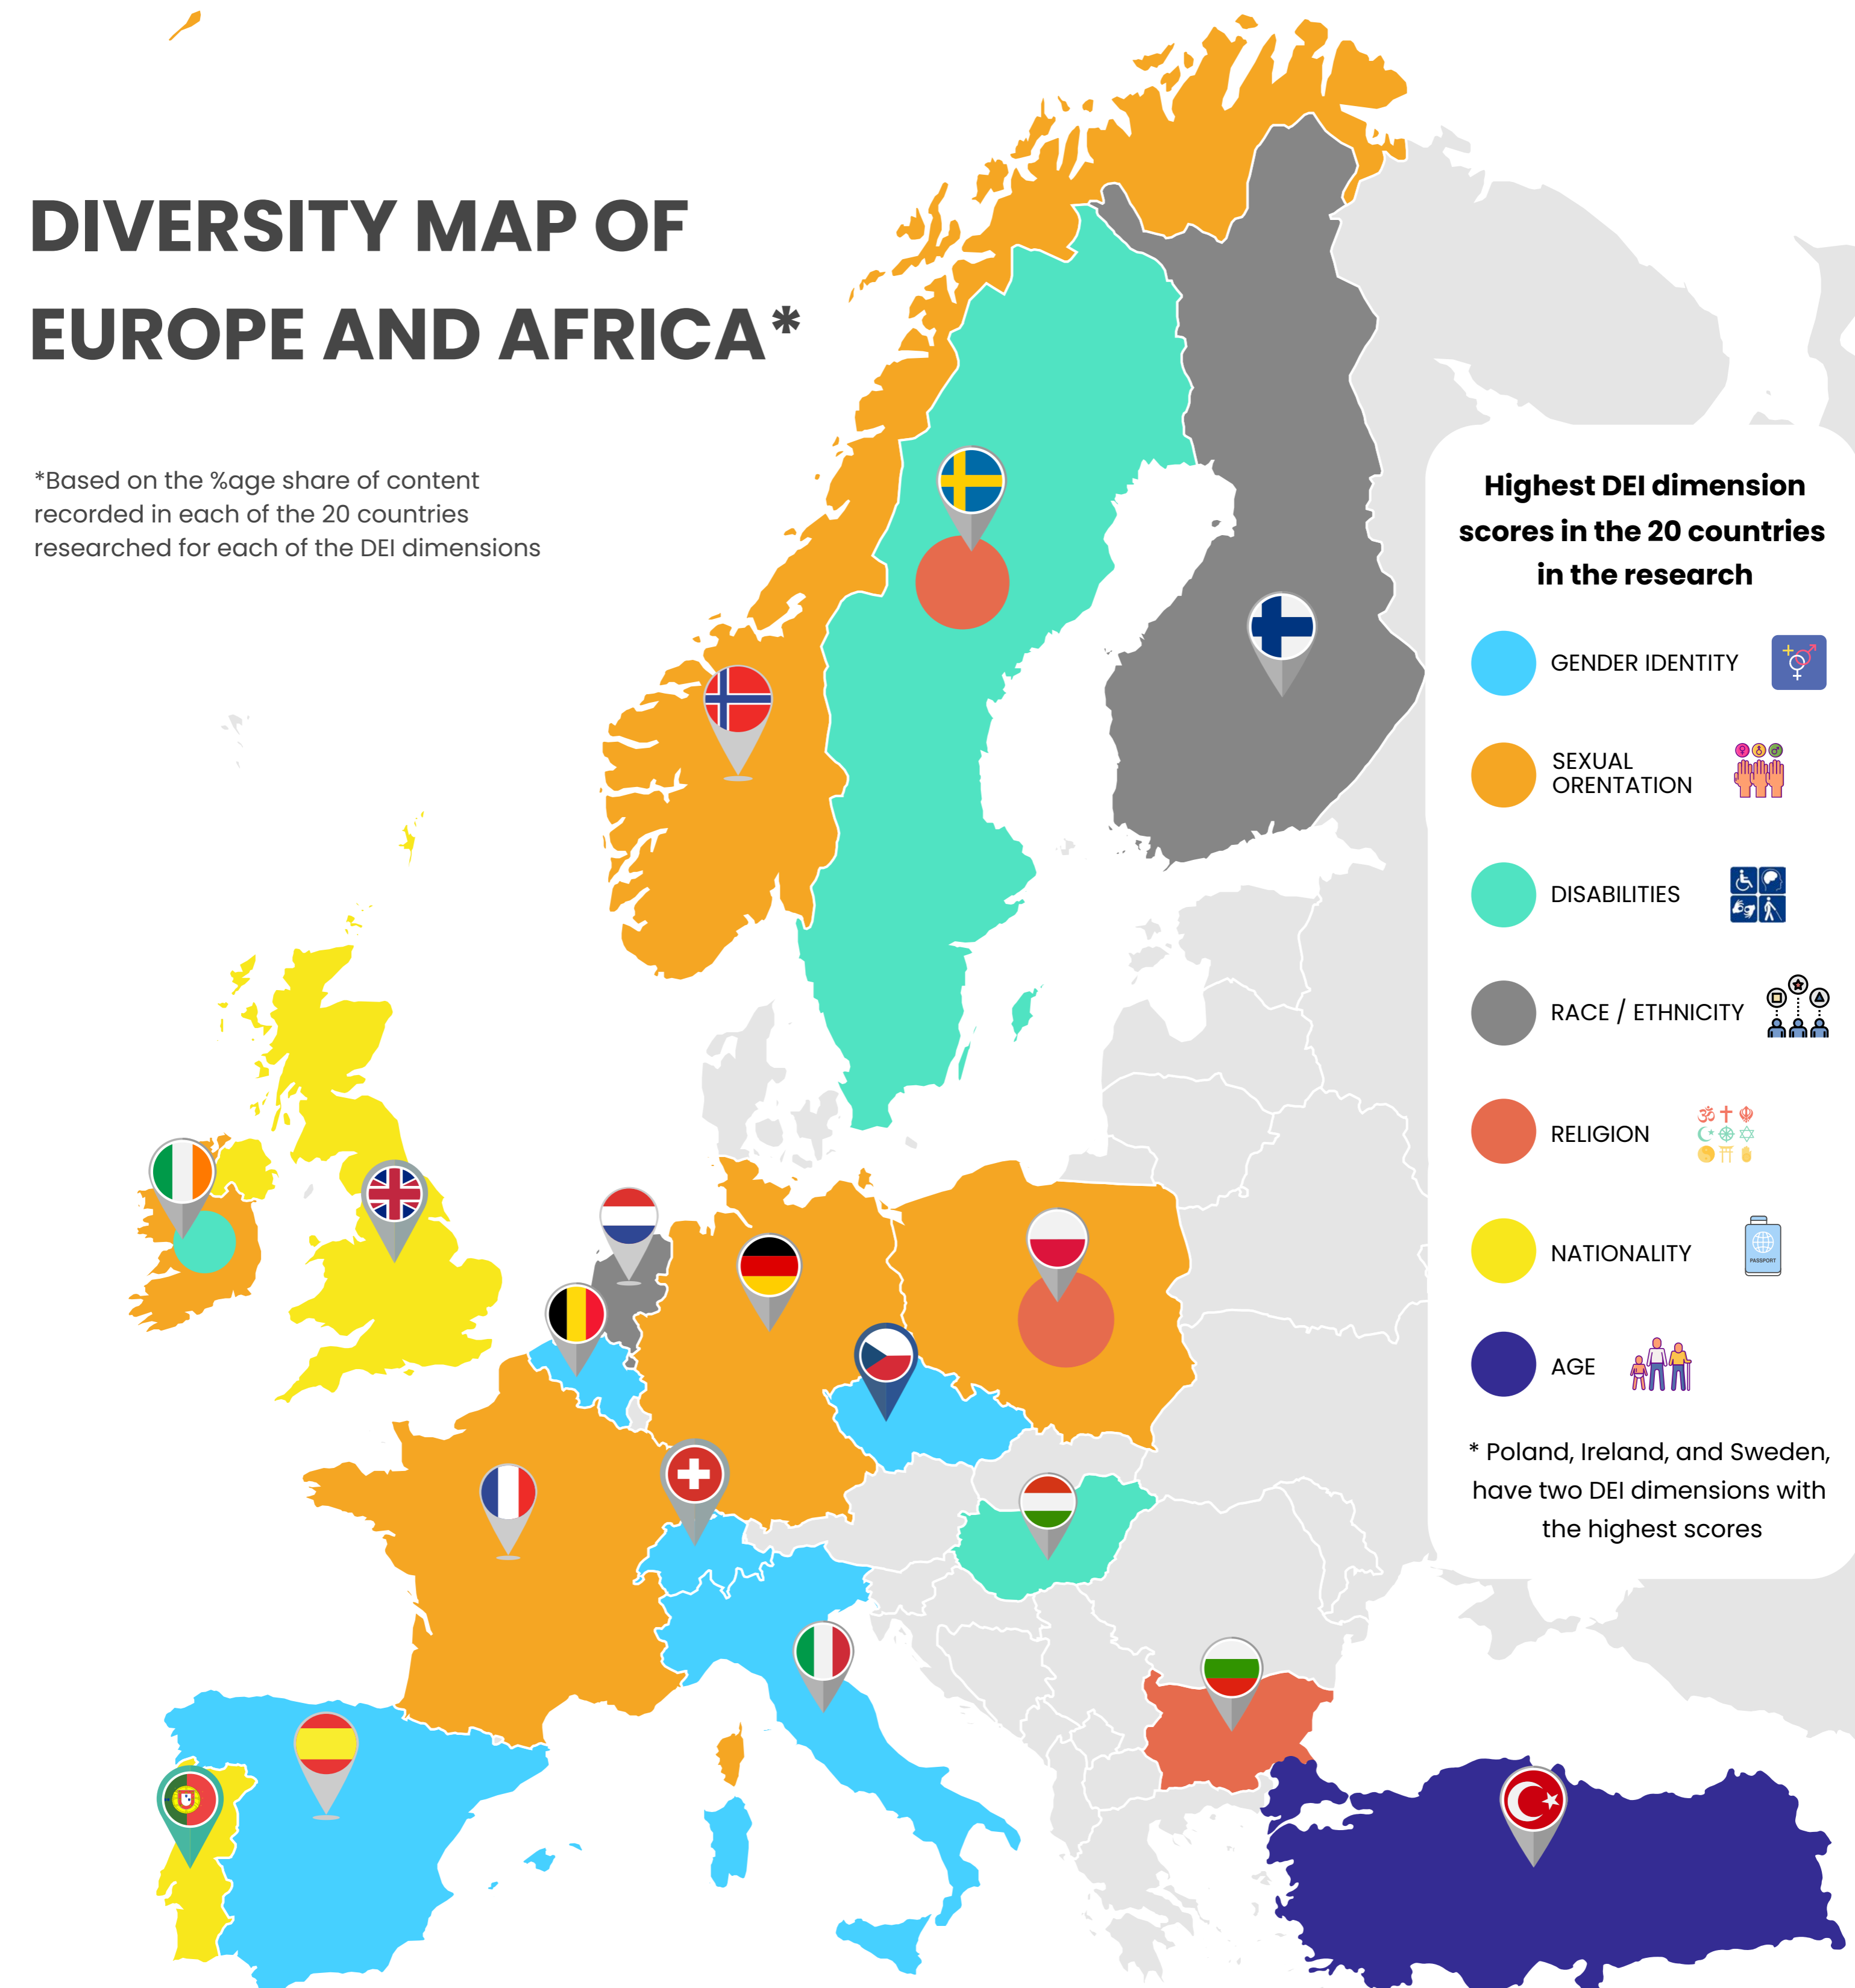 DIVERSITY MAP OF
EUROPE AND AFRICA*
*Based on the %age share of content
recorded in each of the 20 countries
researched for each of the DEI dimensions
Highest DEI dimension
scores in the 20 countries
in the research
GENDER IDENTITY
SEXUAL
ORENTATION
DISABILITIES
RACE / ETHNICITY
RELIGION
NATIONALITY
PASSPORT
AGE
* Poland, Ireland, and Sweden,
have two DEI dimensions with
the highest scores